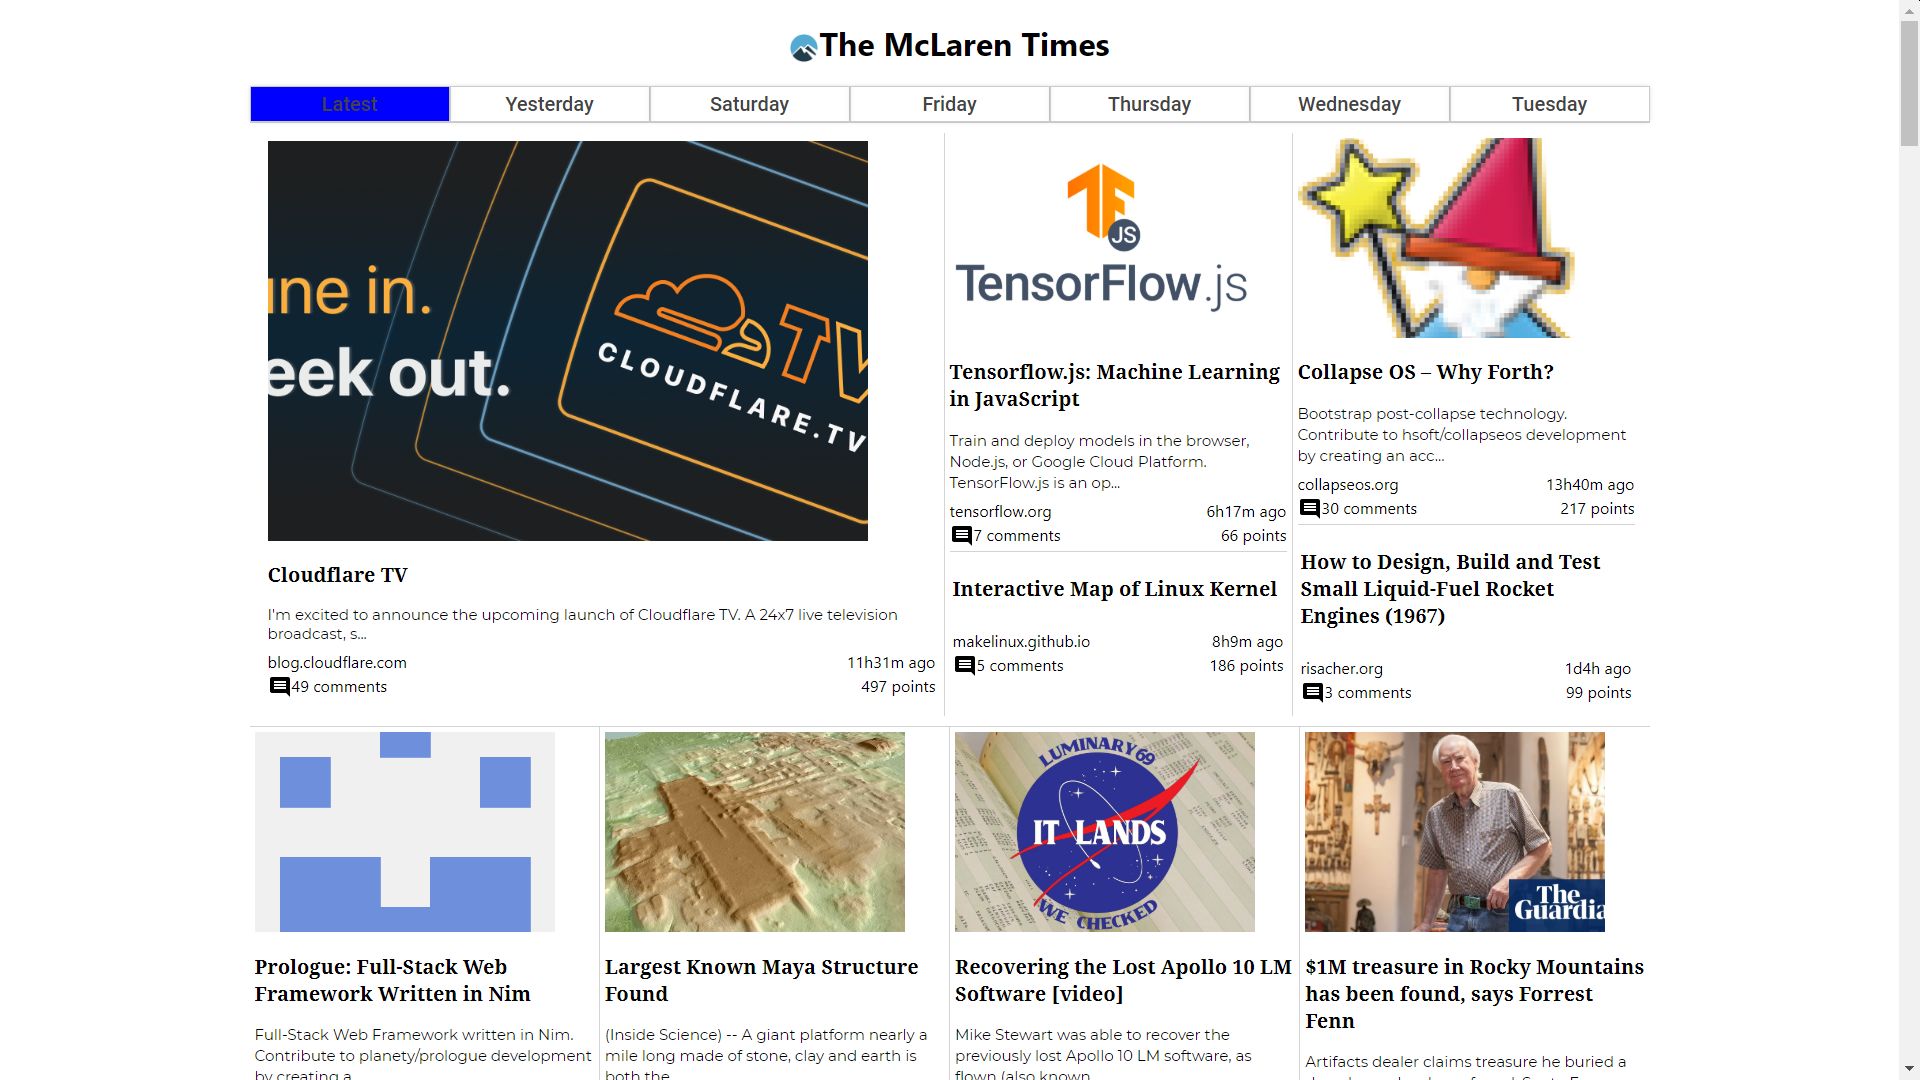 The McLaren Times
Latest
Yesterday
Saturday
Friday
Thursday
Wednesday
Tuesday
une in.
eek out.
TV
CLOUDFLARE.TV
Cloudflare TV
I'm excited to announce the upcoming launch of Cloudflare TV. A 24x7 live television
broadcast, s...
blog.cloudflare.com
11h31m ago
49 comments
497 points
TF
JS
TensorFlow.js
Tensorflow.js: Machine Learning
in JavaScript
Train and deploy models in the browser,
Node.js, or Google Cloud Platform.
TensorFlow.js is an op...
tensorflow.org
6h17m ago
7 comments
66 points
Interactive Map of Linux Kernel
makelinux.github.io
8h9m ago
5 comments
186 points
Collapse OS – Why Forth?
Bootstrap post-collapse technology.
Contribute to hsoft/collapseos development
by creating an acc...
collapseos.org
13h40m ago
30 comments
217 points
How to Design, Build and Test
Small Liquid-Fuel Rocket
Engines (1967)
risacher.org
1d4h ago
3 comments
99 points
Prologue: Full-Stack Web
Framework Written in Nim
Full-Stack Web Framework written in Nim.
Contribute to planety/prologue development
by creating a...
Largest Known Maya Structure
Found
(Inside Science) -- A giant platform nearly a
mile long made of stone, clay and earth is
both the...
LUMINARY 69
IT LANDS
WE CHECKED
Recovering the Lost Apollo 10 LM
Software [video]
Mike Stewart was able to recover the
previously lost Apollo 10 LM software, as
flown (also known...
The
Guardia
$1M treasure in Rocky Mountains
has been found, says Forrest
Fenn
Artifacts dealer claims treasure he buried a